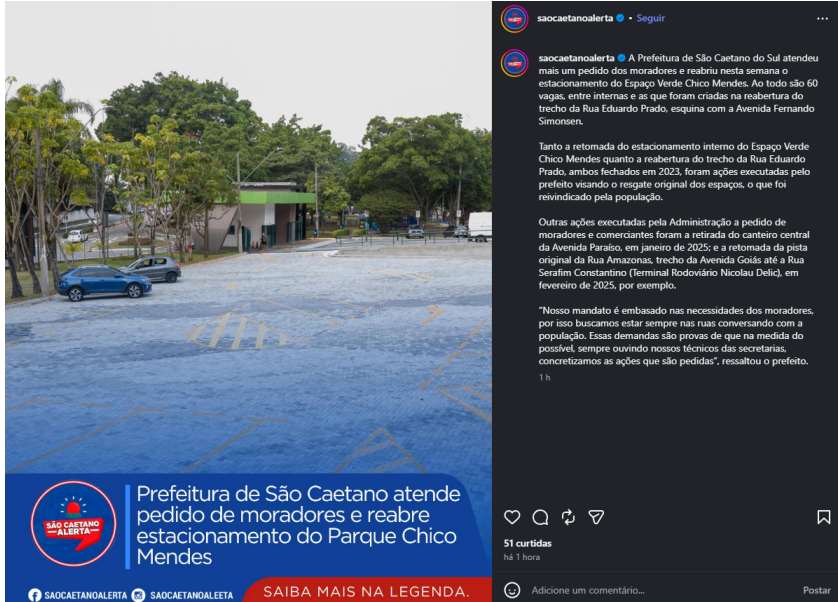 saocaetanoalerta • Seguir
saocaetanoalerta A Prefeitura de São Caetano do Sul atendeu
mais um pedido dos moradores e reabriu nesta semana o
estacionamento do Espaço Verde Chico Mendes. Ao todo são 60
vagas, entre internas e as que foram criadas na reabertura do
trecho da Rua Eduardo Prado, esquina com a Avenida Fernando
Simonsen.
Tanto a retomada do estacionamento interno do Espaço Verde
Chico Mendes quanto a reabertura do trecho da Rua Eduardo
Prado, ambos fechados em 2023, foram ações executadas pelo
prefeito visando o resgate original dos espaços, o que foi
reivindicado pela população.
Outras ações executadas pela Administração a pedido de
moradores e comerciantes foram a retirada do canteiro central
da Avenida Paraíso, em janeiro de 2025; e a retomada da pista
original da Rua Amazonas, trecho da Avenida Goiás até a Rua
Serafim Constantino (Terminal Rodoviário Nicolau Delic), em
fevereiro de 2025, por exemplo.
"Nosso mandato é embasado nas necessidades dos moradores,
por isso buscamos estar sempre nas ruas conversando com a
população. Essas demandas são provas de que na medida do
possível, sempre ouvindo nossos técnicos das secretarias,
concretizamos as ações que são pedidas", ressaltou o prefeito.
1 h
51 curtidas
há 1 hora
Adicione um comentário...
Postar
SÃO CAETANO
ALERTA
Prefeitura de São Caetano atende
pedido de moradores e reabre
estacionamento do Parque Chico
Mendes
SAOCAETANOALERTA SAOCAETANOALEETA
SAIBA MAIS NA LEGENDA.